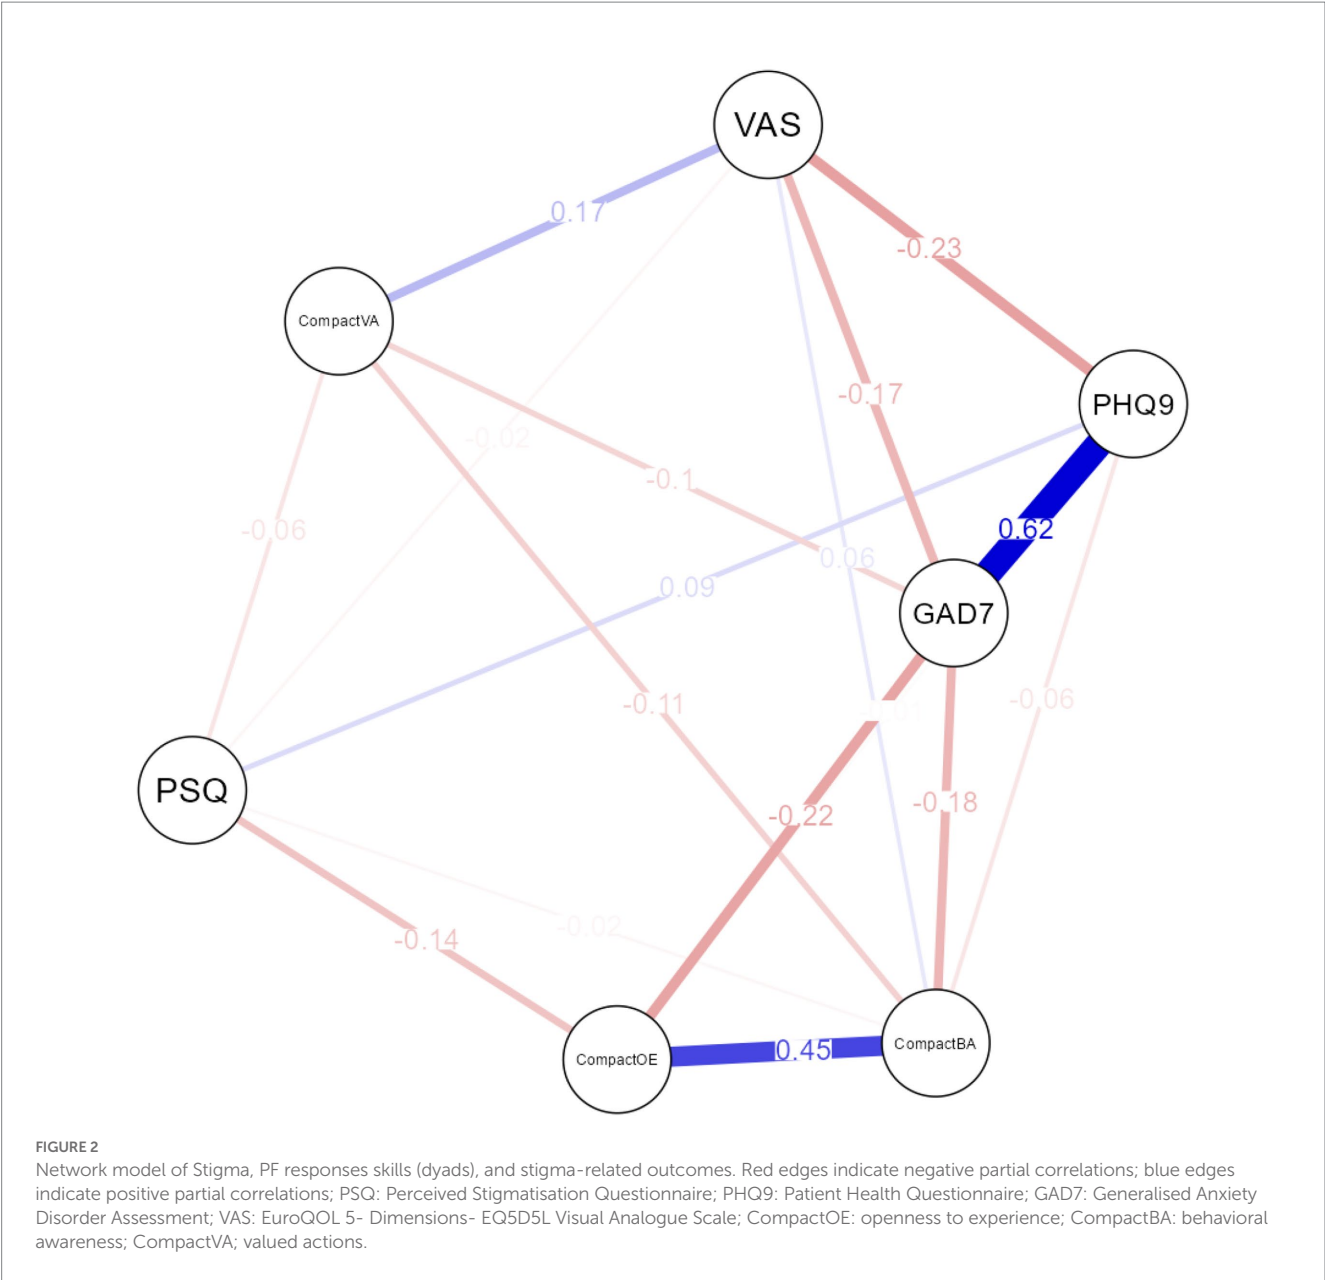 VAS
0.17
-0.23
CompactVA
-0.17
PHQ9
-0.02
-0.1
-0.06
0.62
0.06
0.09
GAD7
-0.06
-0.11
PSQ
-0.18
-0.22
-0.02
-0.14
CompactBA
0.45
CompactOE
FIGURE 2
Network model of Stigma, PF responses skills (dyads), and stigma-related outcomes. Red edges indicate negative partial correlations; blue edges
indicate positive partial correlations; PSQ: Perceived Stigmatisation Questionnaire; PHQ9: Patient Health Questionnaire; GAD7: Generalised Anxiety
Disorder Assessment; VAS: EuroQOL 5- Dimensions- EQ5D5L Visual Analogue Scale; CompactOE: openness to experience; CompactBA: behavioral
awareness; CompactVA; valued actions.